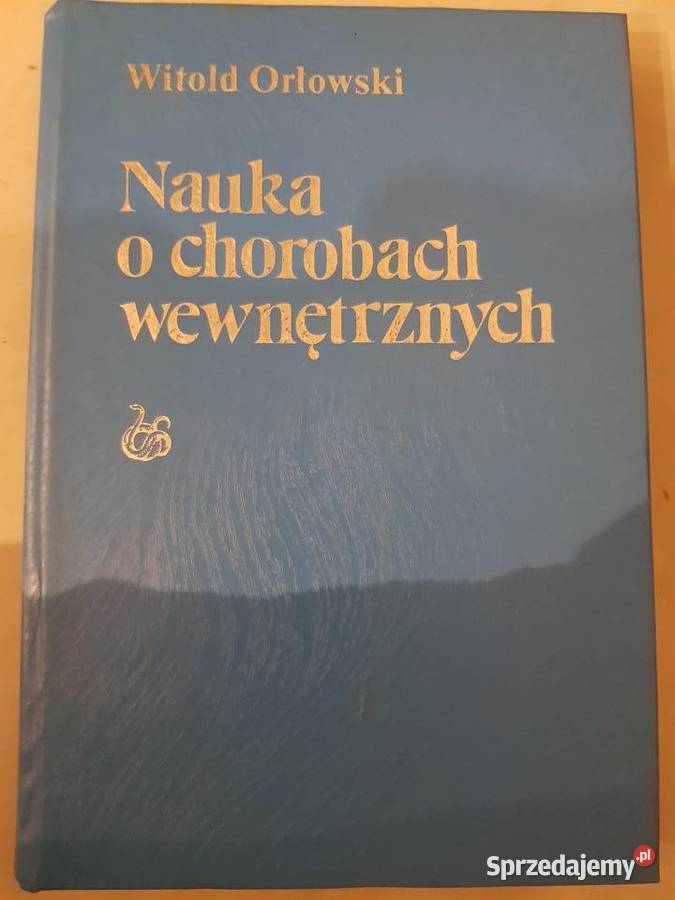 Witold Orłowski
Nauka
o chorobach
wewnętrznych
Sprzedajemy.pl